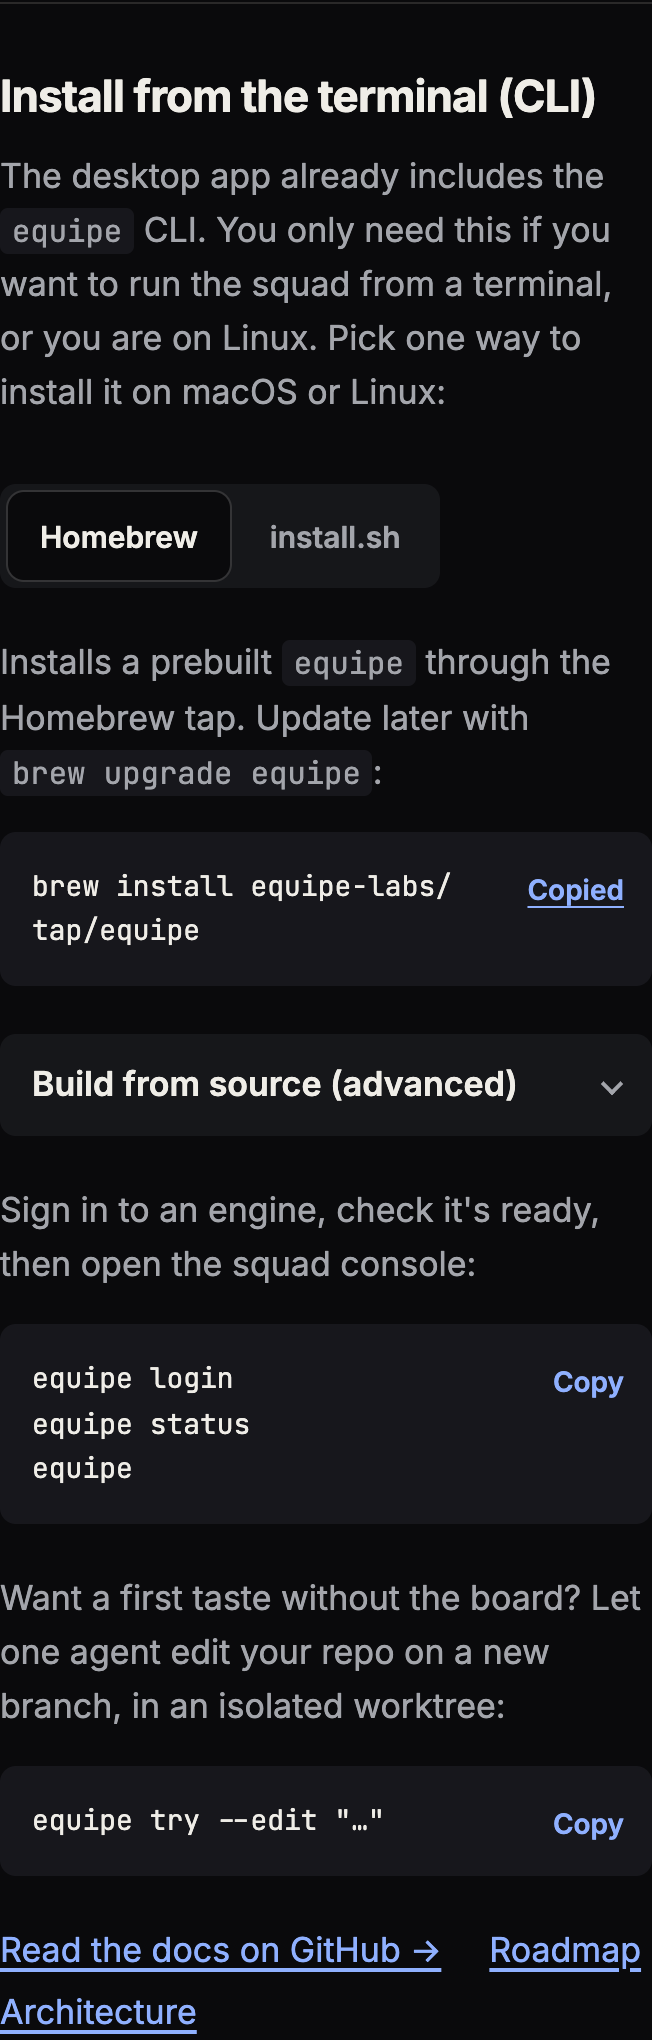 Install from the terminal (CLI)
The desktop app already includes the
equipe CLI. You only need this if you
want to run the squad from a terminal,
or you are on Linux. Pick one way to
install it on macOS or Linux:
Homebrew install.sh
Installs a prebuilt equipe through the
Homebrew tap. Update later with
brew upgrade equipe:
brew install equipe-labs/ Copied
tap/equipe
Build from source (advanced)
Sign in to an engine, check it's ready,
then open the squad console:
equipe login Copy
equipe status
equipe
Want a first taste without the board? Let
one agent edit your repo on a new
branch, in an isolated worktree:
equipe try --edit "…" Copy
Read the docs on GitHub → Roadmap
Architecture